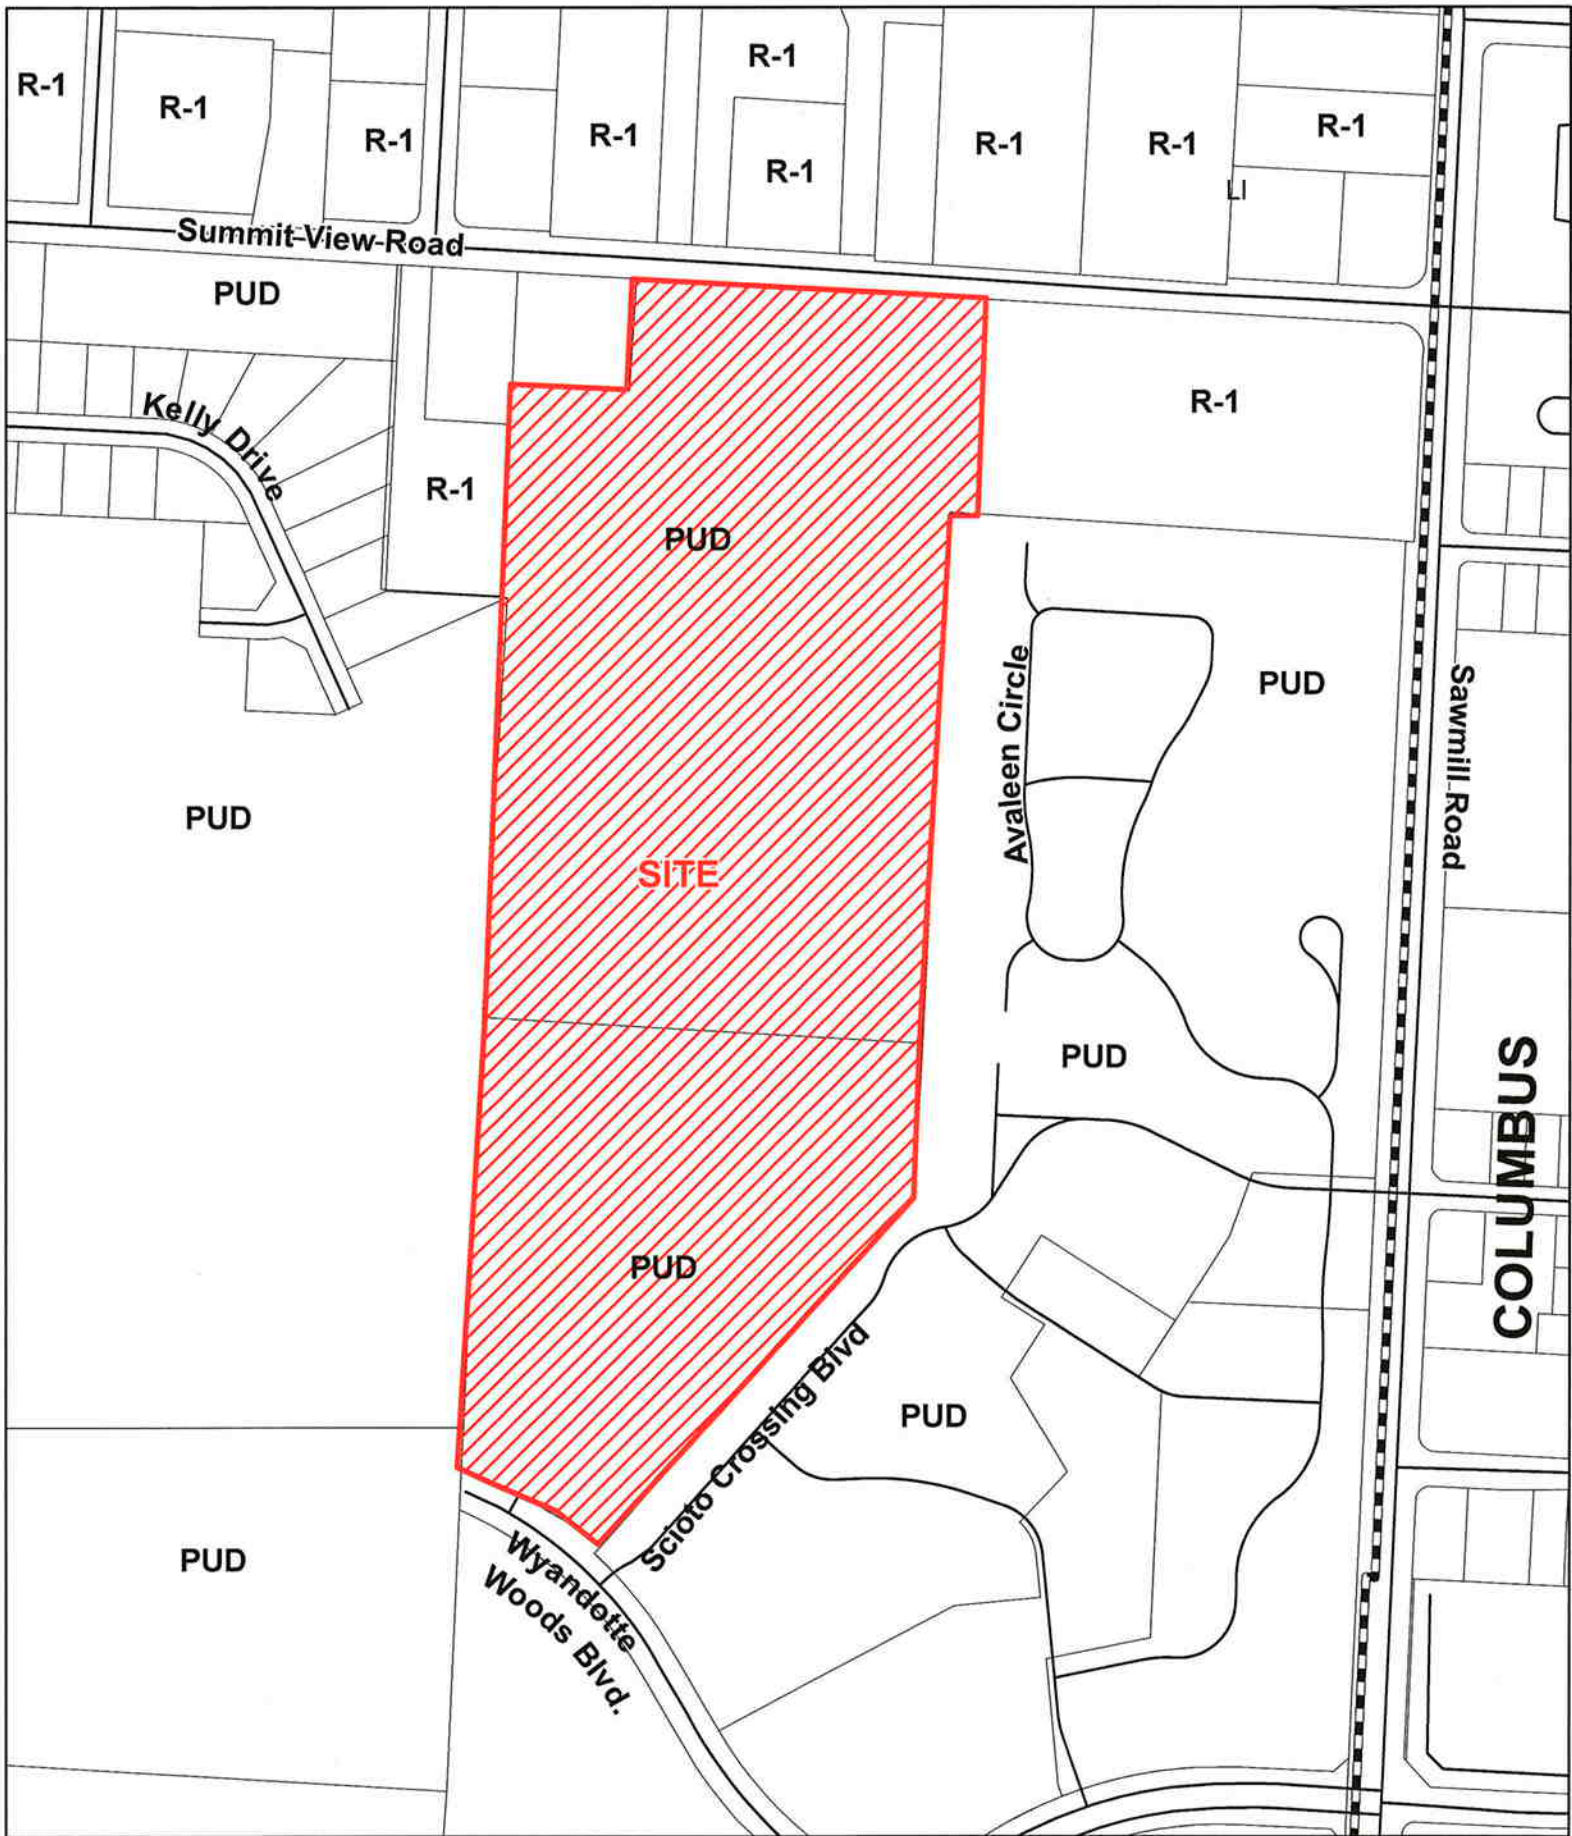 R-1
R-1
R-1
R-1
R-1
R-1
R-1
R-1
R-1
LI
Summit View Road
PUD
Kelly Drive
R-1
R-1
PUD
Avaleen Circle
PUD
Sawmill Road
PUD
SITE
PUD
COLUMBUS
PUD
Scioto Crossing Blvd
PUD
PUD
Wyandotte
Woods Blvd.